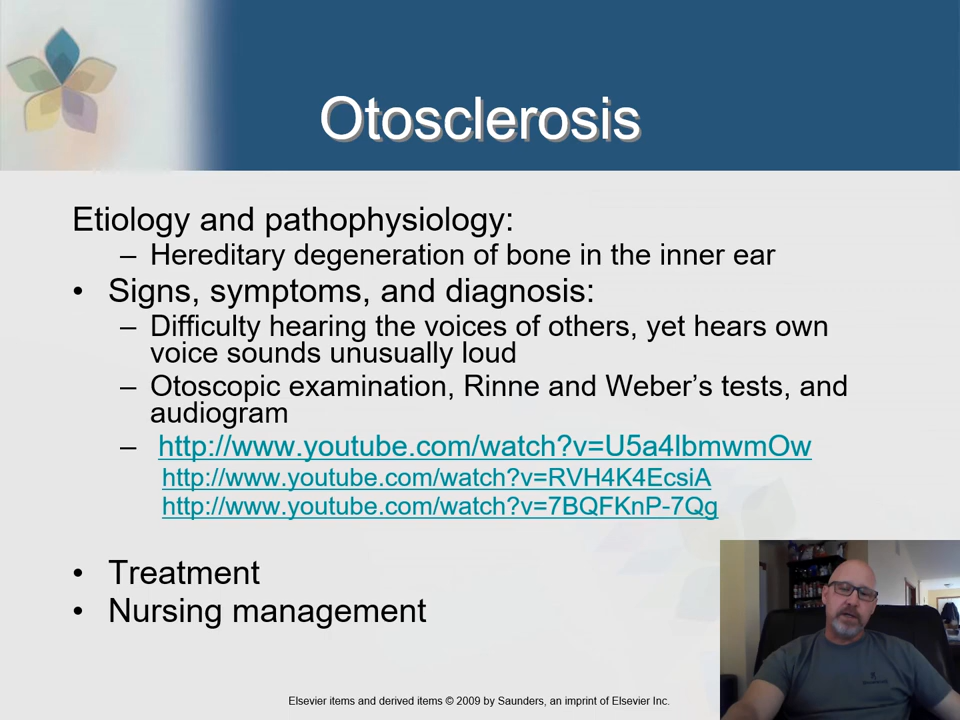 Otosclerosis
Etiology and pathophysiology:
– Hereditary degeneration of bone in the inner ear
• Signs, symptoms, and diagnosis:
– Difficulty hearing the voices of others, yet hears own
voice sounds unusually loud
– Otoscopic examination, Rinne and Weber's tests, and
audiogram
– http://www.youtube.com/watch?v=U5a4lbmwmOw
http://www.youtube.com/watch?v=RVH4K4EcsiA
http://www.youtube.com/watch?v=7BQFKnP-7Qg
• Treatment
• Nursing management
Elsevier items and derived items © 2009 by Saunders, an imprint of Elsevier Inc.